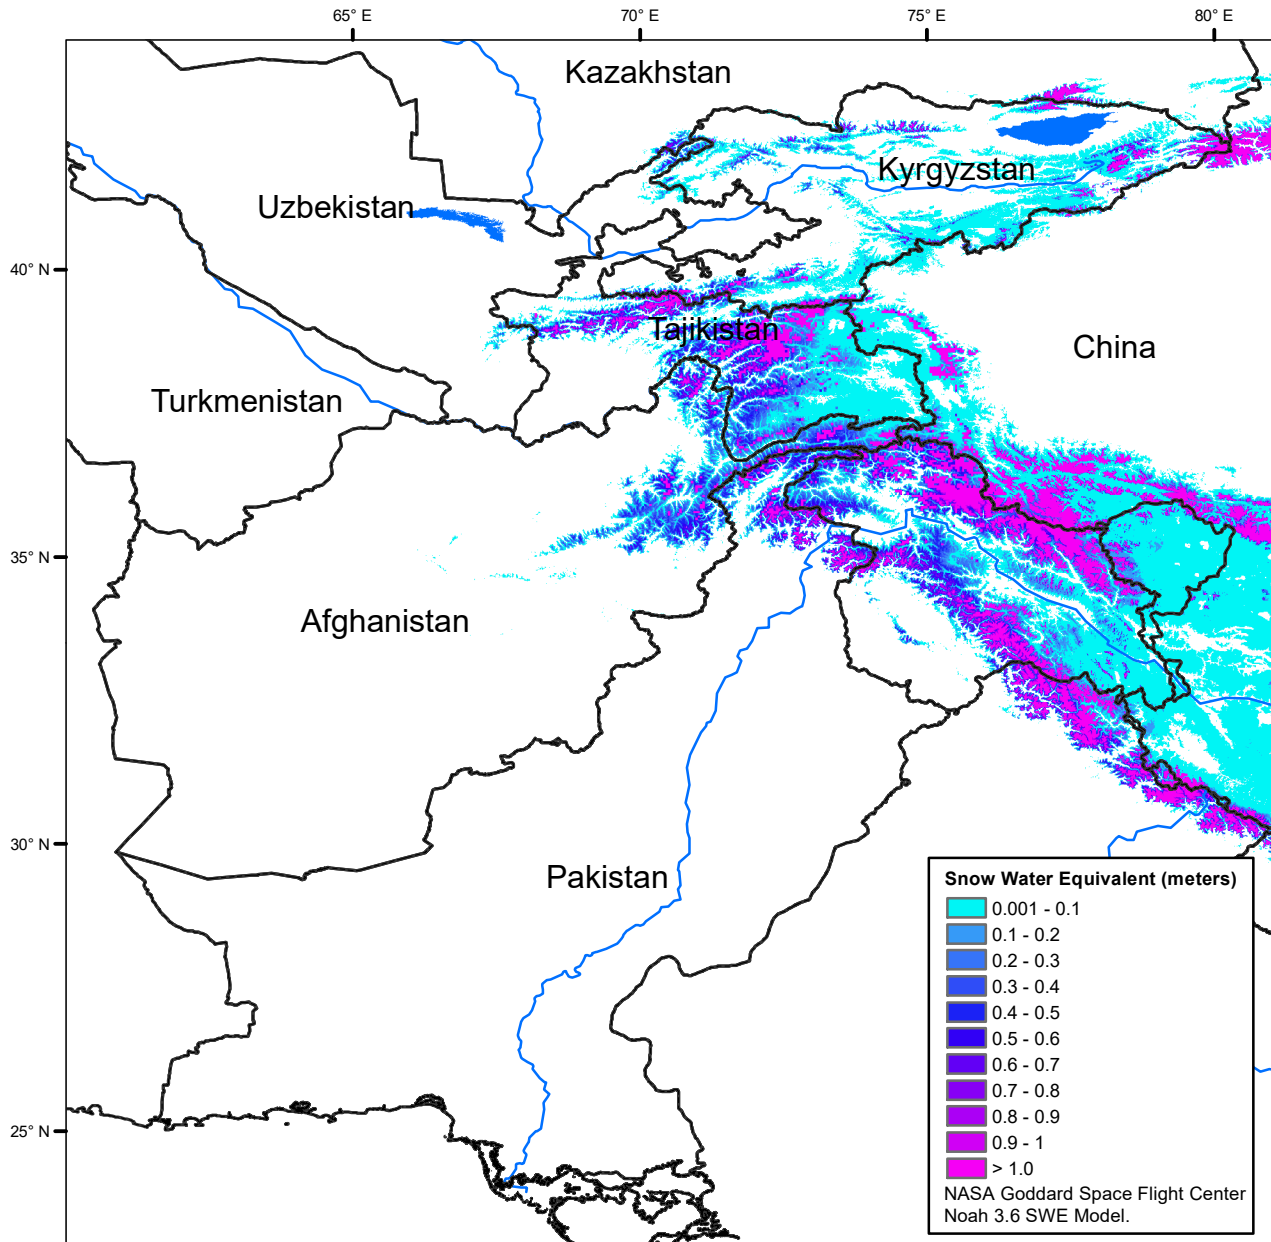 65° E
70° E
75° E
80° E
Kazakhstan
Kyrgyzstan
Uzbekistan
40° N
Tajikistan
China
Turkmenistan
35° N
Afghanistan
30° N
Pakistan
25° N
Snow Water Equivalent (meters)
0.001 - 0.1
0.1 - 0.2
0.2 - 0.3
0.3 - 0.4
0.4 - 0.5
0.5 - 0.6
0.6 - 0.7
0.7 - 0.8
0.8 - 0.9
0.9 - 1
> 1.0
NASA Goddard Space Flight Center
Noah 3.6 SWE Model.